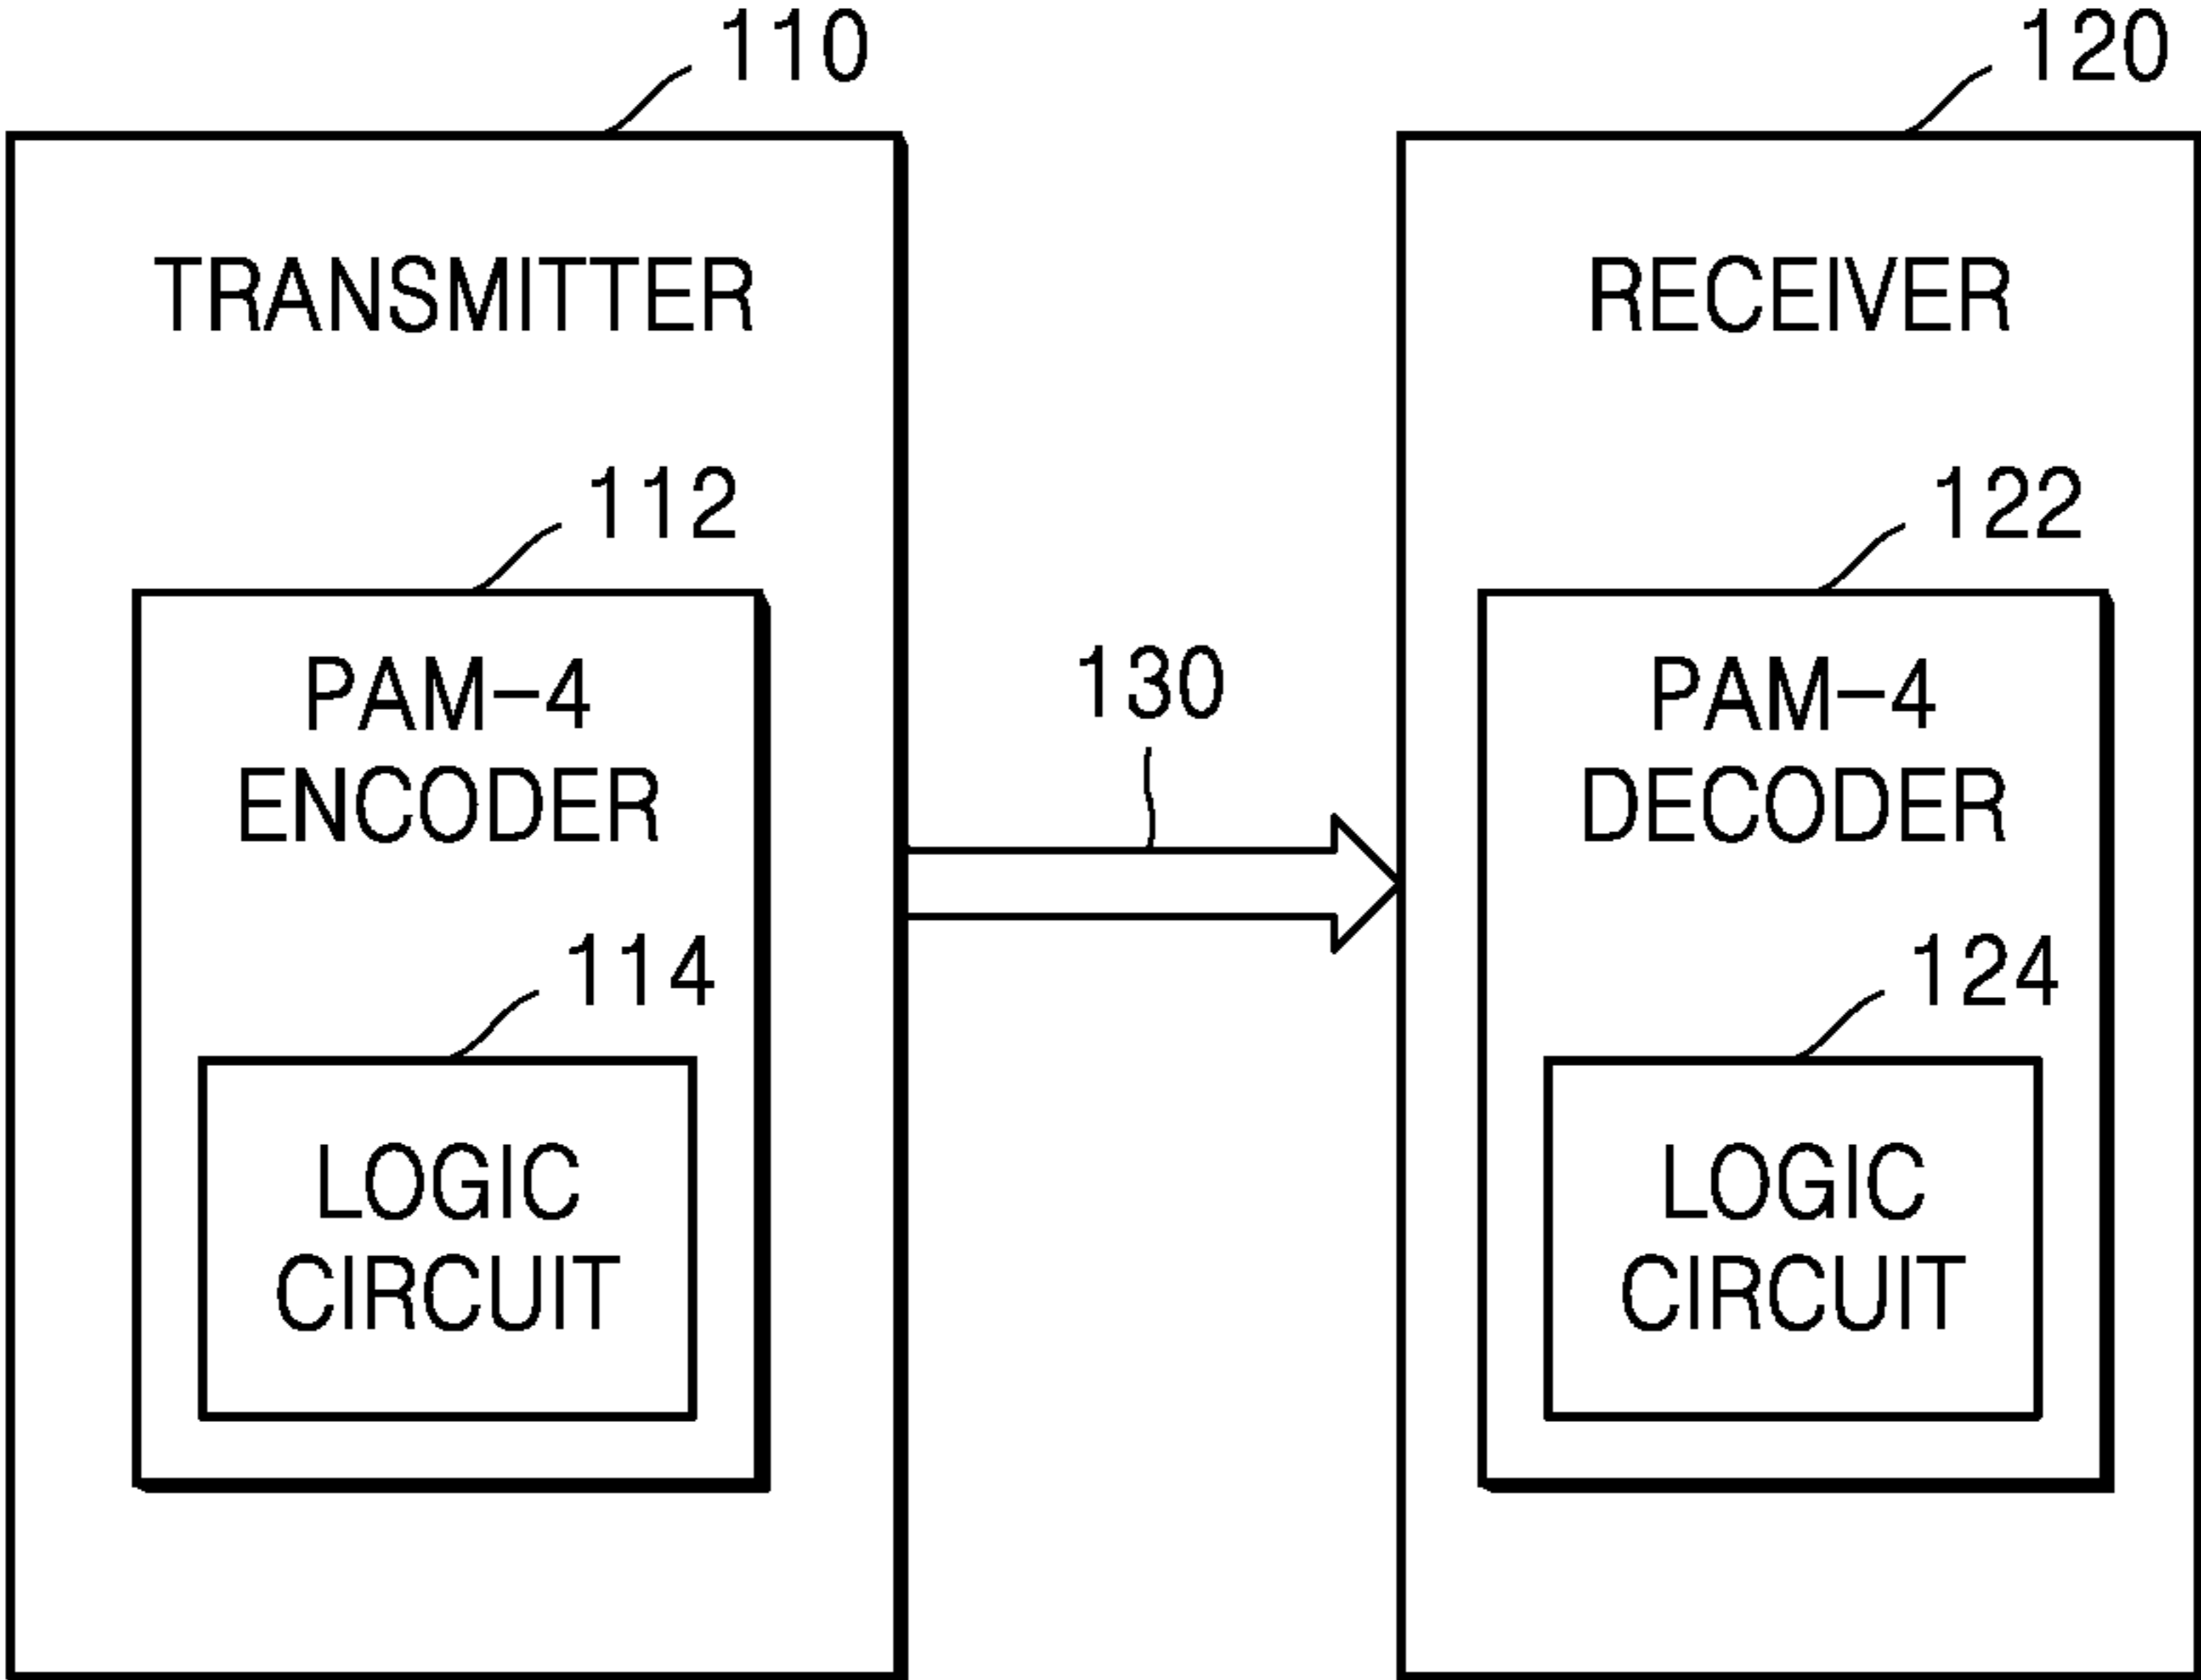 110
120
TRANSMITTER
RECEIVER
112
122
PAM-4
ENCODER
130
PAM-4
DECODER
114
124
LOGIC
CIRCUIT
LOGIC
CIRCUIT